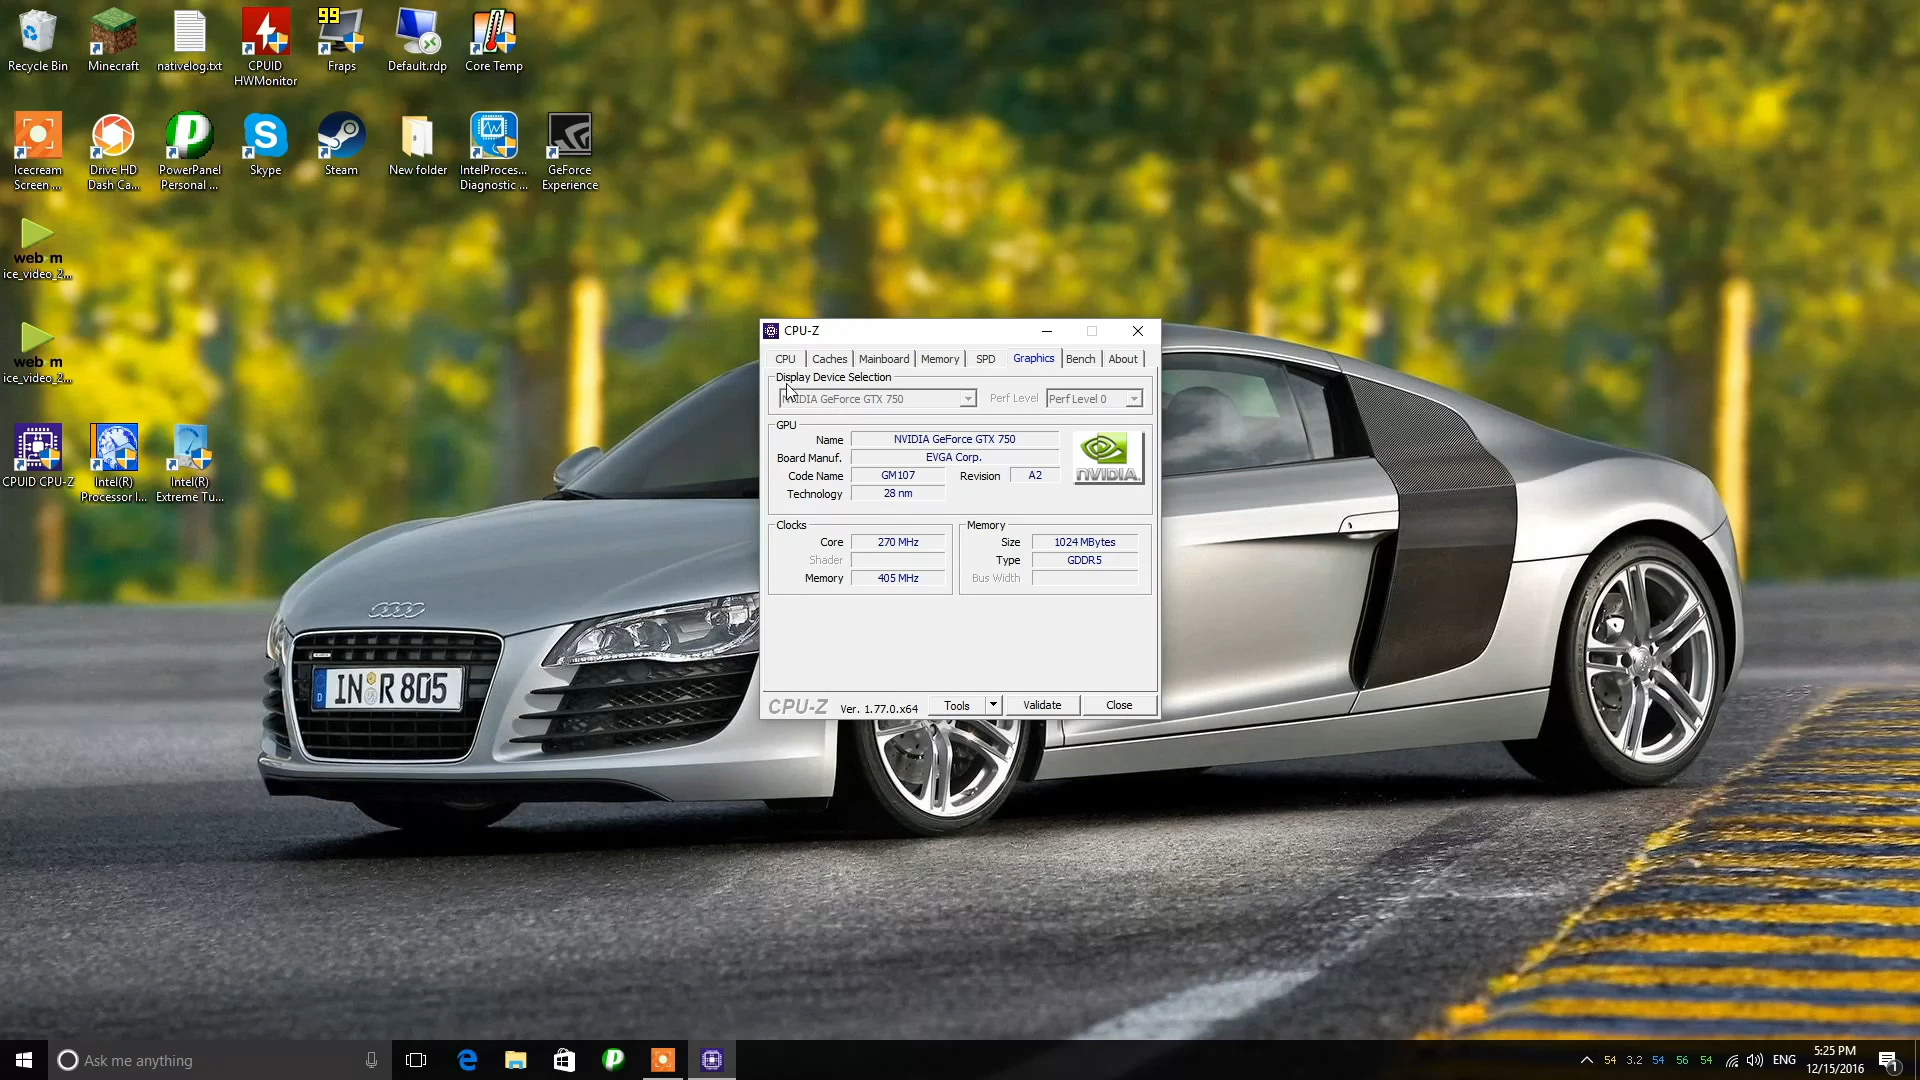 Recycle Bin
Minecraft
nativelog.txt
CPUID
HWMonitor
99
Fraps
Default.rdp
Core Temp
Icecream
Screen ...
Drive HD
Dash Ca...
PowerPanel
Personal ...
Skype
Steam
New folder
IntelProces...
Diagnostic ...
GeForce
Experience
web m
ice_video_2...
web m
ice_video_2...
CPUID CPU-Z
Intel(R)
Processor I...
Intel(R)
Extreme Tu...
CPU-Z
CPU Caches Mainboard Memory SPD Graphics Bench About
Display Device Selection
NVIDIA GeForce GTX 750 Perf Level Perf Level 0
GPU
Name NVIDIA GeForce GTX 750
Board Manuf. EVGA Corp.
Code Name GM107 Revision A2
Technology 28 nm
NVIDIA.
Clocks
Core 270 MHz
Shader
Memory 405 MHz
Memory
Size 1024 MBytes
Type GDDR5
Bus Width
CPU-Z Ver. 1.77.0.x64 Tools Validate Close
IN R 805
D
Ask me anything
54 3.2 54 56 54 ENG 5:25 PM
12/15/2016
1